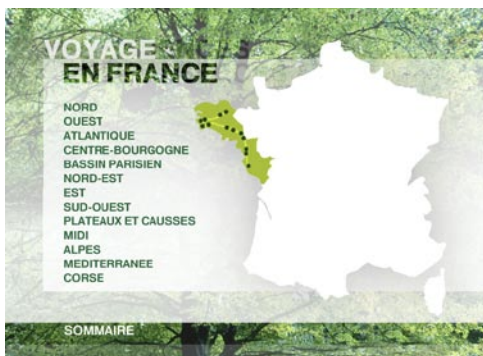 VOYAGE
EN FRANCE
NORD
OUEST
ATLANTIQUE
CENTRE-BOURGOGNE
BASSIN PARISIEN
NORD-EST
EST
SUD-OUEST
PLATEAUX ET CAUSSES
MIDI
ALPES
MEDITERRANEE
CORSE
SOMMAIRE